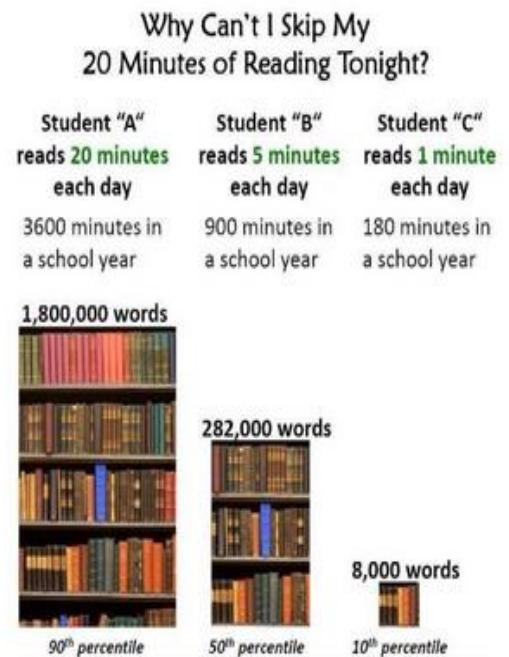 Why Can't I Skip My
20 Minutes of Reading Tonight?
Student "A"
reads 20 minutes
each day
3600 minutes in
a school year
1,800,000 words
90th percentile
Student "B"
reads 5 minutes
each day
900 minutes in
a school year
282,000 words
50th percentile
Student "C"
reads 1 minute
each day
180 minutes in
a school year
8,000 words
10th percentile